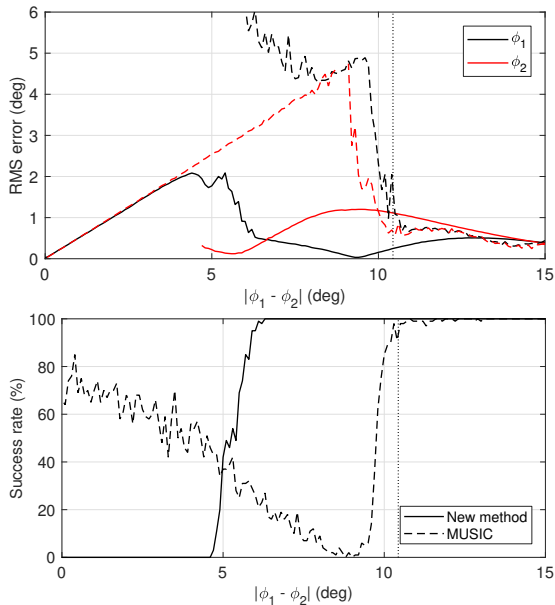 6
5
4
3
2
1
0
RMS error (deg)
ϕ1
ϕ2
0 5 10 15
|ϕ1 - ϕ2| (deg)
100
80
60
40
20
0
Success rate (%)
New method
MUSIC
0 5 10 15
|ϕ1 - ϕ2| (deg)